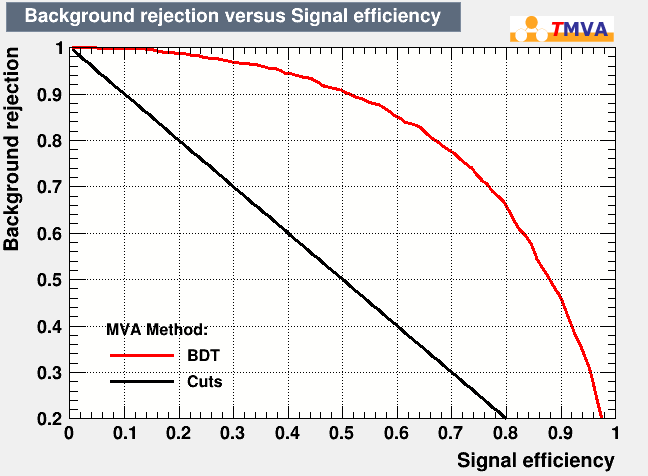 Background rejection versus Signal efficiency
TMVA
Background rejection
1
0.9
0.8
0.7
0.6
0.5
0.4
0.3
0.2
MVA Method:
BDT
Cuts
0 0.1 0.2 0.3 0.4 0.5 0.6 0.7 0.8 0.9 1
Signal efficiency